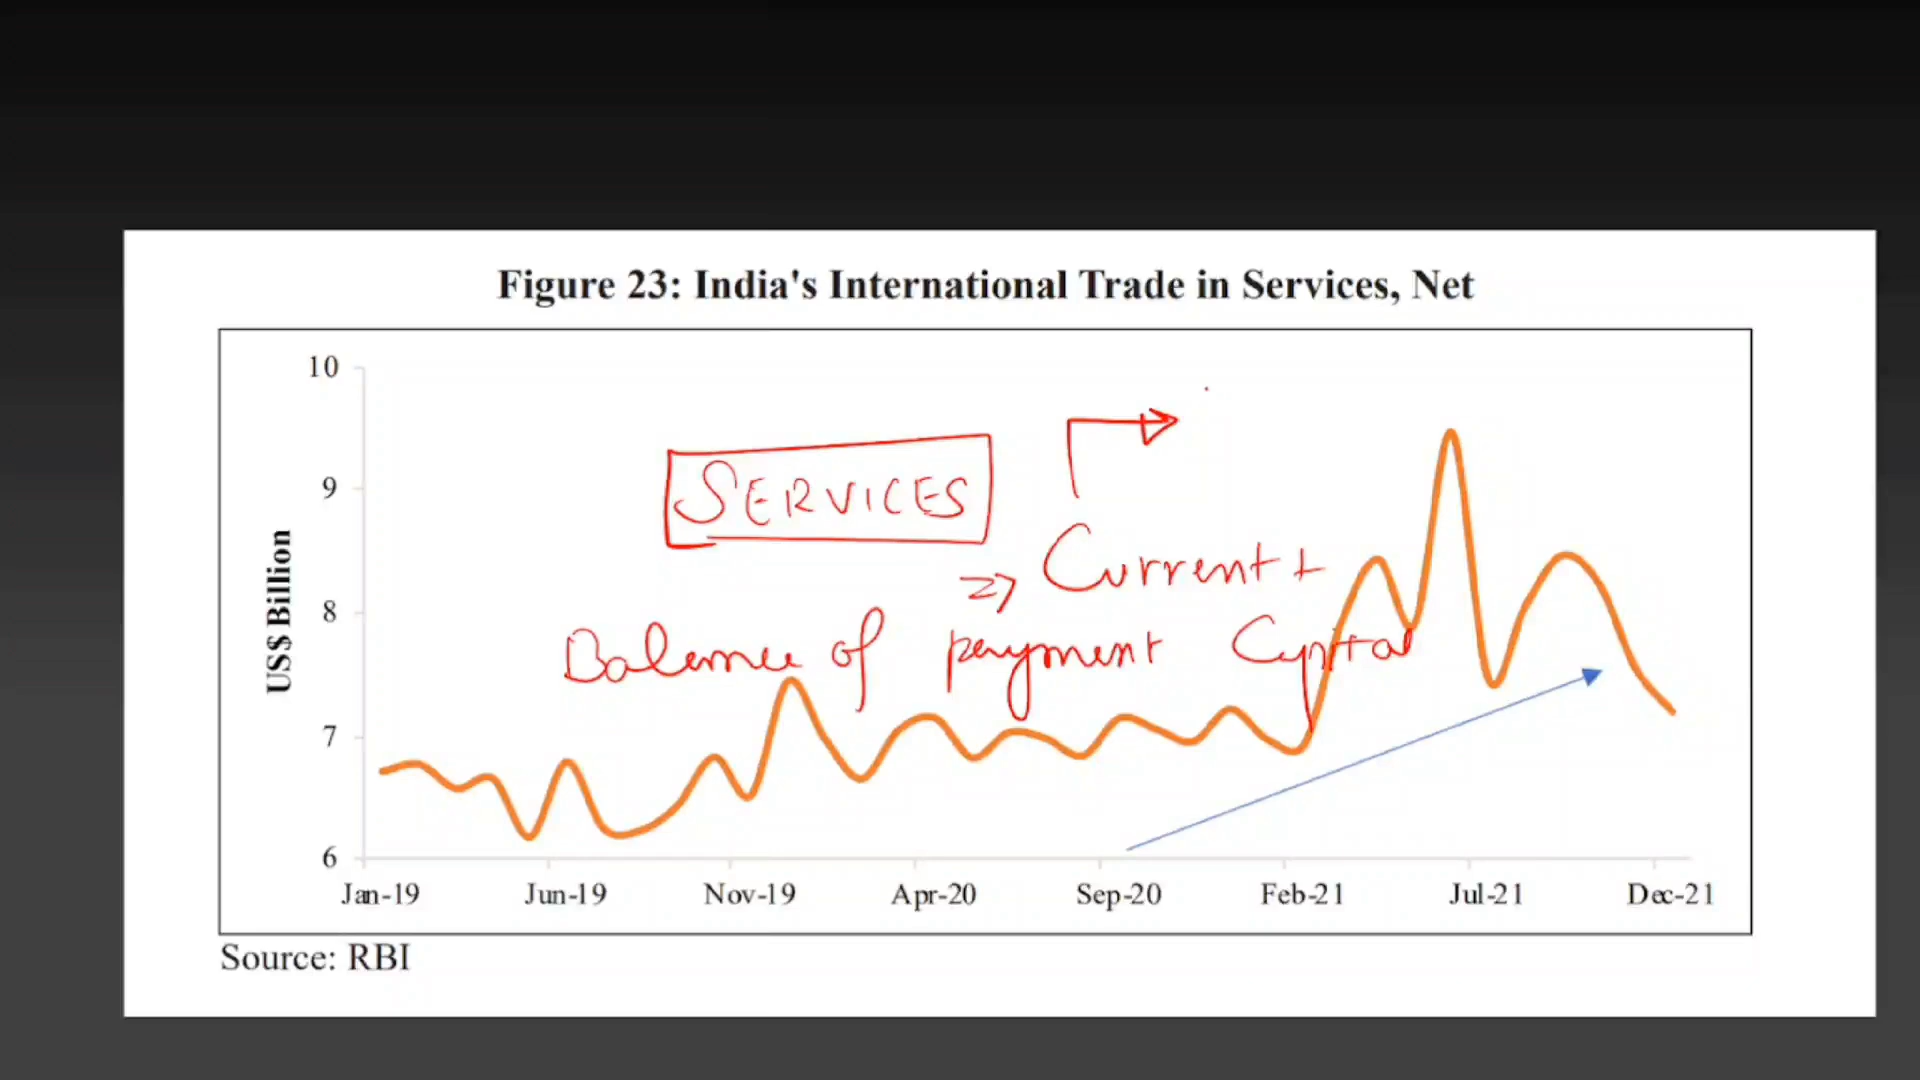 Figure 23: India's International Trade in Services, Net
US$ Billion
10
9
8
7
6
SERVICES
=> Current +
Balance of payment Capital
Jan-19 Jun-19 Nov-19 Apr-20 Sep-20 Feb-21 Jul-21 Dec-21
Source: RBI